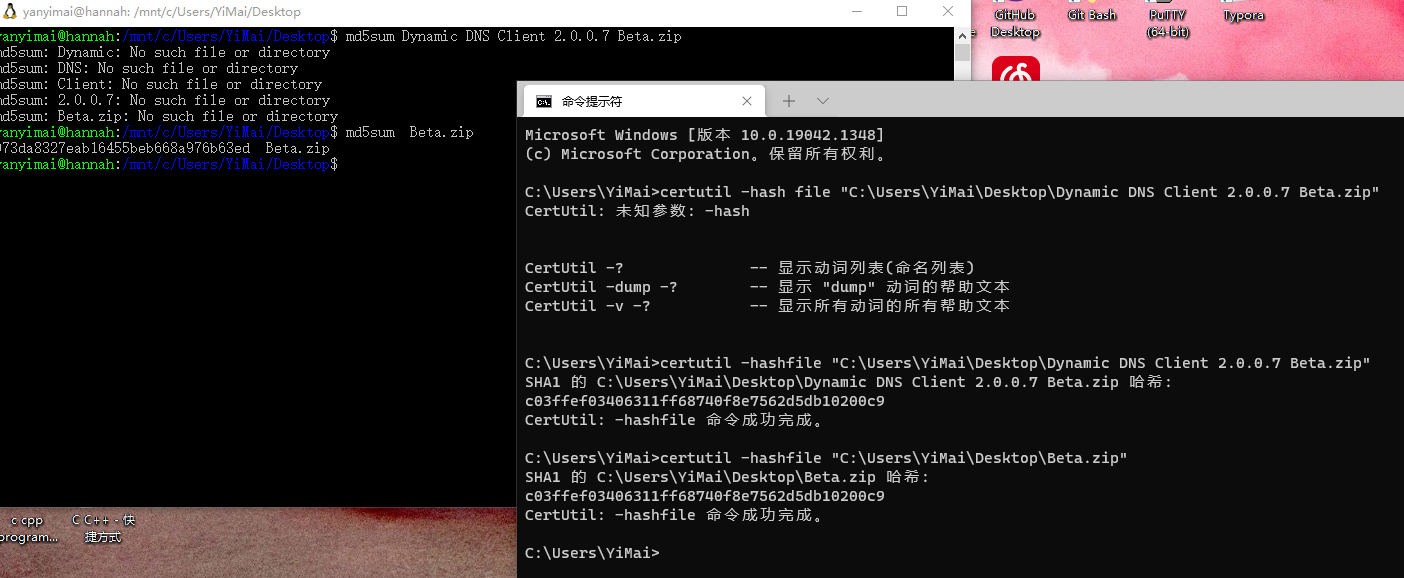 yanyimai@hannah: /mnt/c/Users/YiMai/Desktop
yanyimai@hannah:/mnt/c/Users/YiMai/Desktop$ md5sum Dynamic DNS Client 2.0.0.7 Beta.zip
md5sum: Dynamic: No such file or directory
md5sum: DNS: No such file or directory
md5sum: Client: No such file or directory
md5sum: 2.0.0.7: No such file or directory
md5sum: Beta.zip: No such file or directory
yanyimai@hannah:/mnt/c/Users/YiMai/Desktop$ md5sum  Beta.zip
973da8327eab16455beb668a976b63ed  Beta.zip
yanyimai@hannah:/mnt/c/Users/YiMai/Desktop$
GitHub
Desktop
Git Bash
PuTTY
(64-bit)
Typora
命令提示符
Microsoft Windows [版本 10.0.19042.1348]
(c) Microsoft Corporation。保留所有权利。
C:\Users\YiMai>certutil -hash file "C:\Users\YiMai\Desktop\Dynamic DNS Client 2.0.0.7 Beta.zip"
CertUtil: 未知参数: -hash
CertUtil -?              -- 显示动词列表(命名列表)
CertUtil -dump -?        -- 显示 "dump" 动词的帮助文本
CertUtil -v -?           -- 显示所有动词的所有帮助文本
C:\Users\YiMai>certutil -hashfile "C:\Users\YiMai\Desktop\Dynamic DNS Client 2.0.0.7 Beta.zip"
SHA1 的 C:\Users\YiMai\Desktop\Dynamic DNS Client 2.0.0.7 Beta.zip 哈希:
c03ffef03406311ff68740f8e7562d5db10200c9
CertUtil: -hashfile 命令成功完成。
C:\Users\YiMai>certutil -hashfile "C:\Users\YiMai\Desktop\Beta.zip"
SHA1 的 C:\Users\YiMai\Desktop\Beta.zip 哈希:
c03ffef03406311ff68740f8e7562d5db10200c9
CertUtil: -hashfile 命令成功完成。
C:\Users\YiMai>
c cpp
program...
C C++ - 快
捷方式